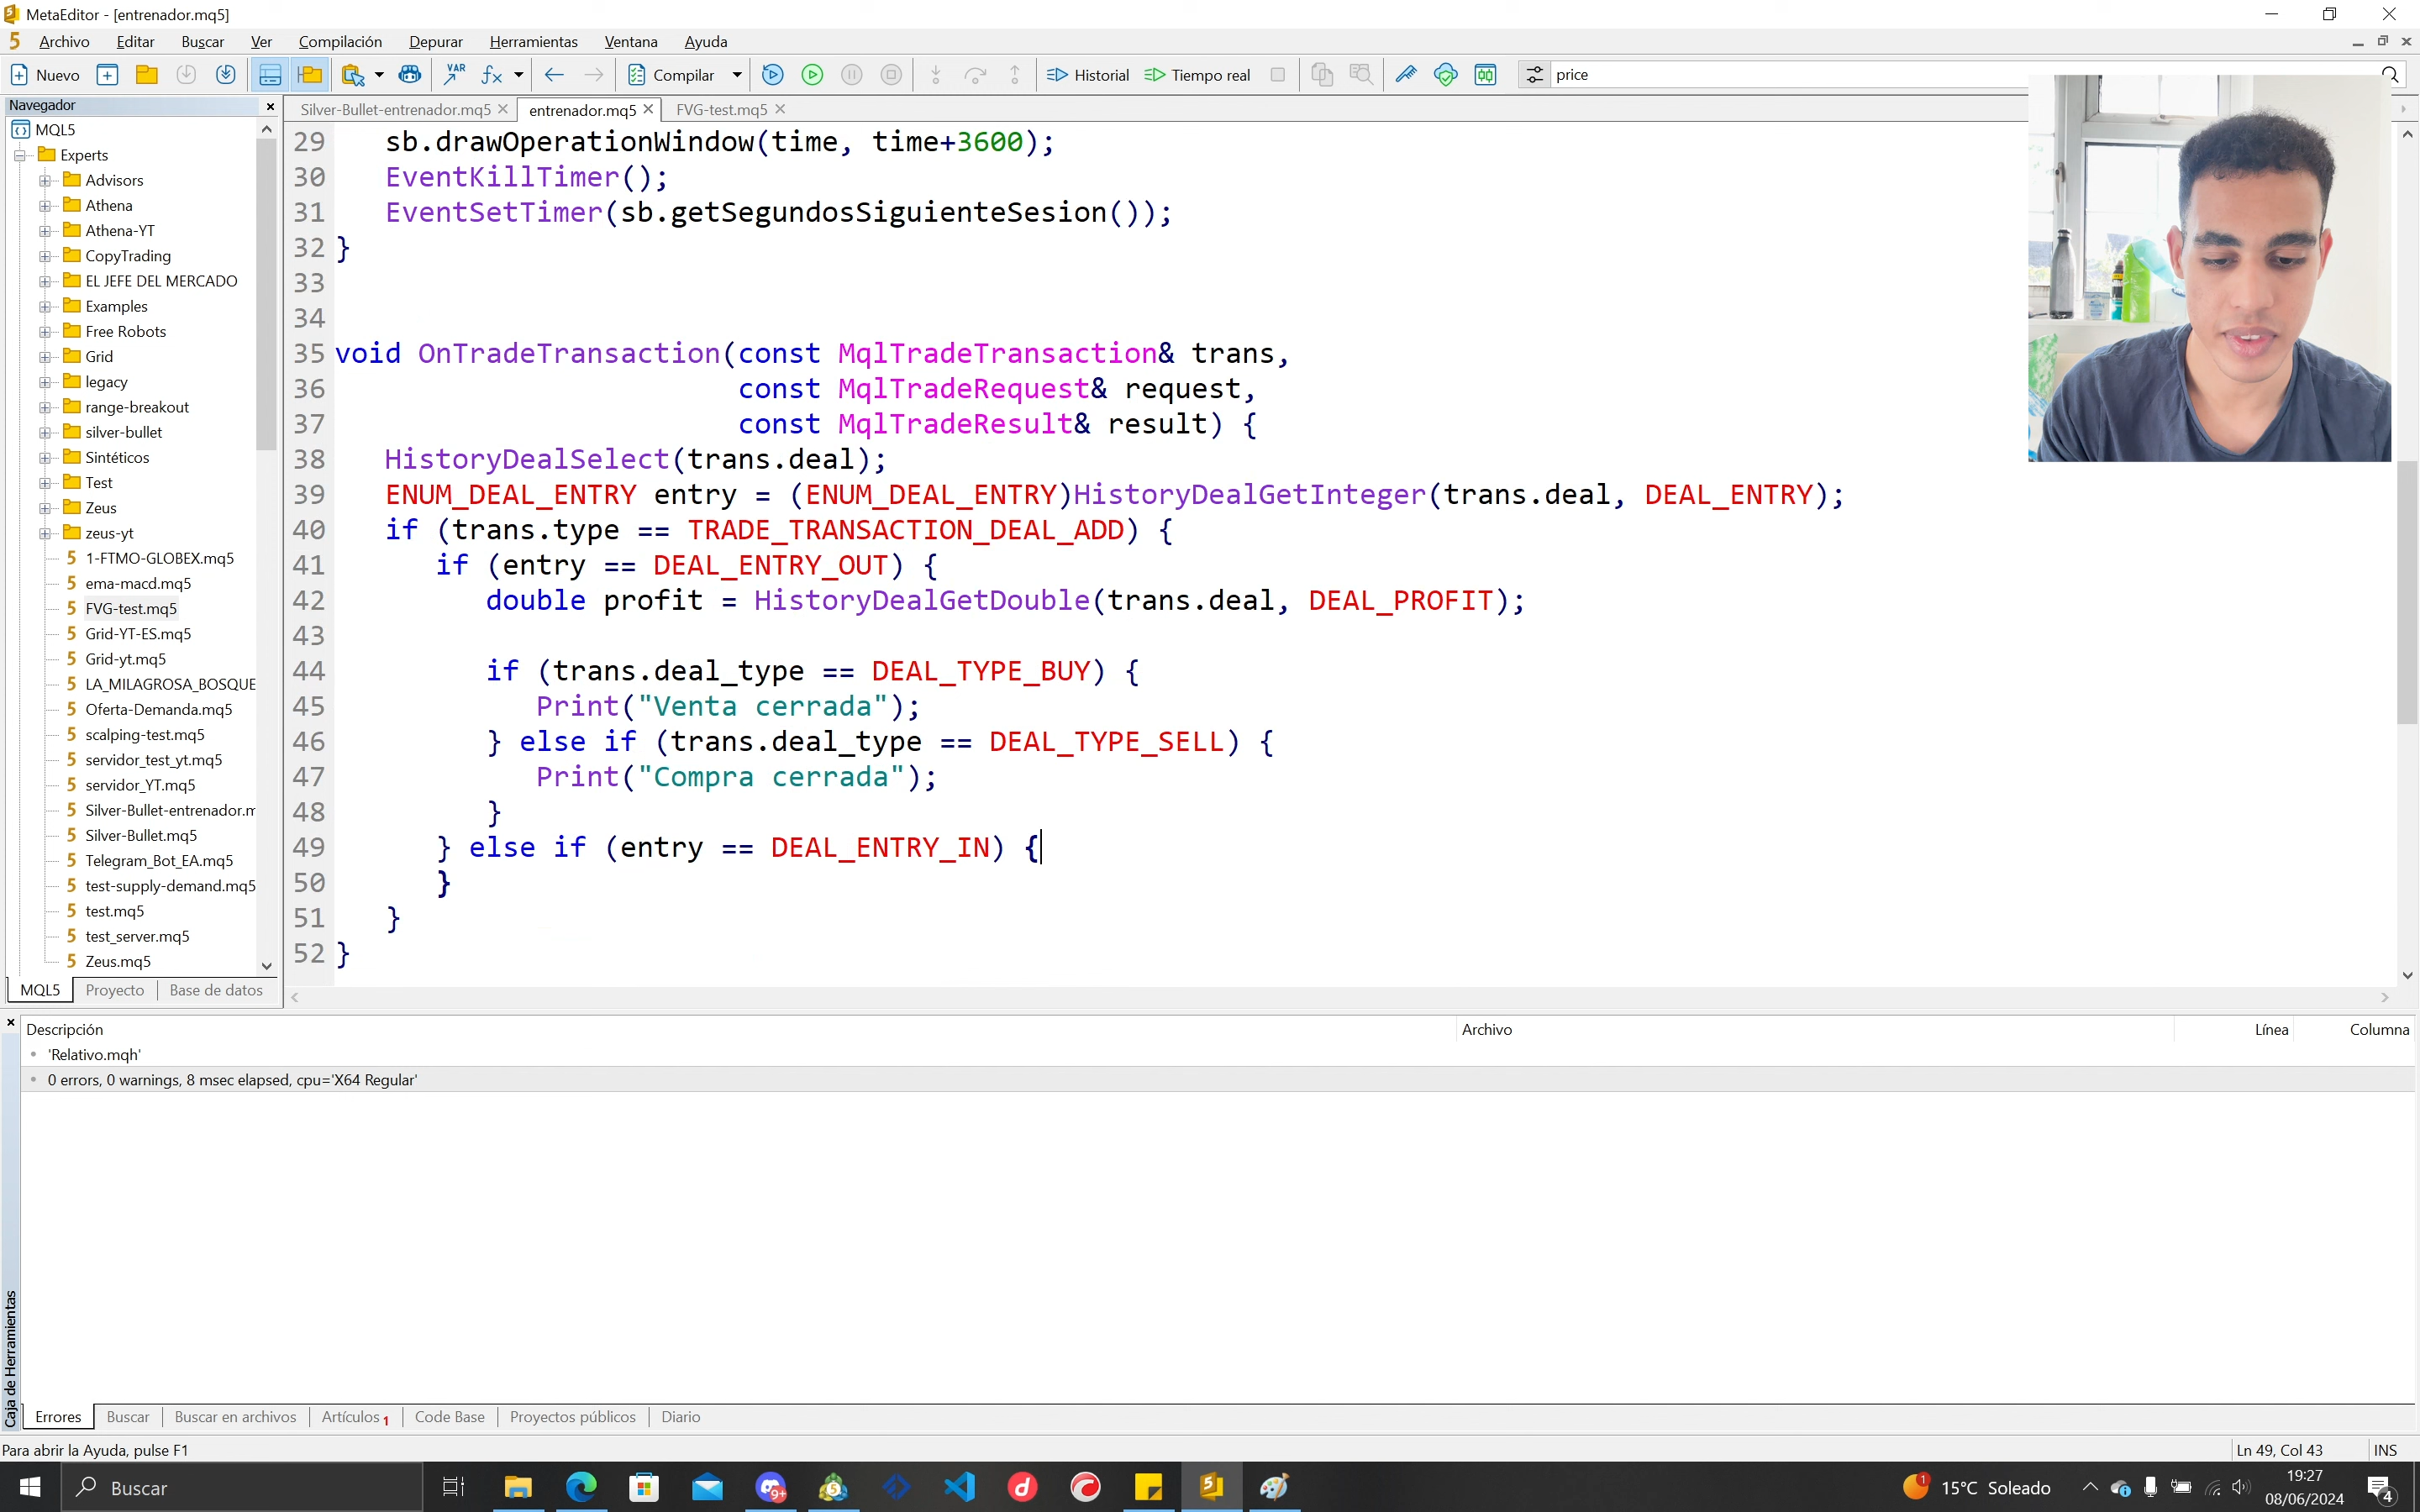 MetaEditor - [entrenador.mq5]
Archivo Editar Buscar Ver Compilación Depurar Herramientas Ventana Ayuda
Nuevo VAR Compilar Historial Tiempo real price
Navegador
MQL5
Experts
Advisors
Athena
Athena-YT
CopyTrading
EL JEFE DEL MERCADO
Examples
Free Robots
Grid
legacy
range-breakout
silver-bullet
Sintéticos
Test
Zeus
zeus-yt
1-FTMO-GLOBEX.mq5
ema-macd.mq5
FVG-test.mq5
Grid-YT-ES.mq5
Grid-yt.mq5
LA_MILAGROSA_BOSQUE
Oferta-Demanda.mq5
scalping-test.mq5
servidor_test_yt.mq5
servidor_YT.mq5
Silver-Bullet-entrenador.m
Silver-Bullet.mq5
Telegram_Bot_EA.mq5
test-supply-demand.mq5
test.mq5
test_server.mq5
Zeus.mq5
MQL5 Proyecto Base de datos
Silver-Bullet-entrenador.mq5 entrenador.mq5 FVG-test.mq5
29 sb.drawOperationWindow(time, time+3600);
30 EventKillTimer();
31 EventSetTimer(sb.getSegundosSiguienteSesion());
32 }
33
34
35 void OnTradeTransaction(const MqlTradeTransaction& trans,
36 const MqlTradeRequest& request,
37 const MqlTradeResult& result) {
38 HistoryDealSelect(trans.deal);
39 ENUM_DEAL_ENTRY entry = (ENUM_DEAL_ENTRY)HistoryDealGetInteger(trans.deal, DEAL_ENTRY);
40 if (trans.type == TRADE_TRANSACTION_DEAL_ADD) {
41 if (entry == DEAL_ENTRY_OUT) {
42 double profit = HistoryDealGetDouble(trans.deal, DEAL_PROFIT);
43
44 if (trans.deal_type == DEAL_TYPE_BUY) {
45 Print("Venta cerrada");
46 } else if (trans.deal_type == DEAL_TYPE_SELL) {
47 Print("Compra cerrada");
48 }
49 } else if (entry == DEAL_ENTRY_IN) {
50 }
51 }
52 }
Descripción Archivo Línea Columna
'Relativo.mqh'
0 errors, 0 warnings, 8 msec elapsed, cpu='X64 Regular'
Caja de Herramientas
Errores Buscar Buscar en archivos Artículos 1 Code Base Proyectos públicos Diario
Para abrir la Ayuda, pulse F1 Ln 49, Col 43 INS
Buscar 9+ 1 15°C Soleado 19:27
08/06/2024 4